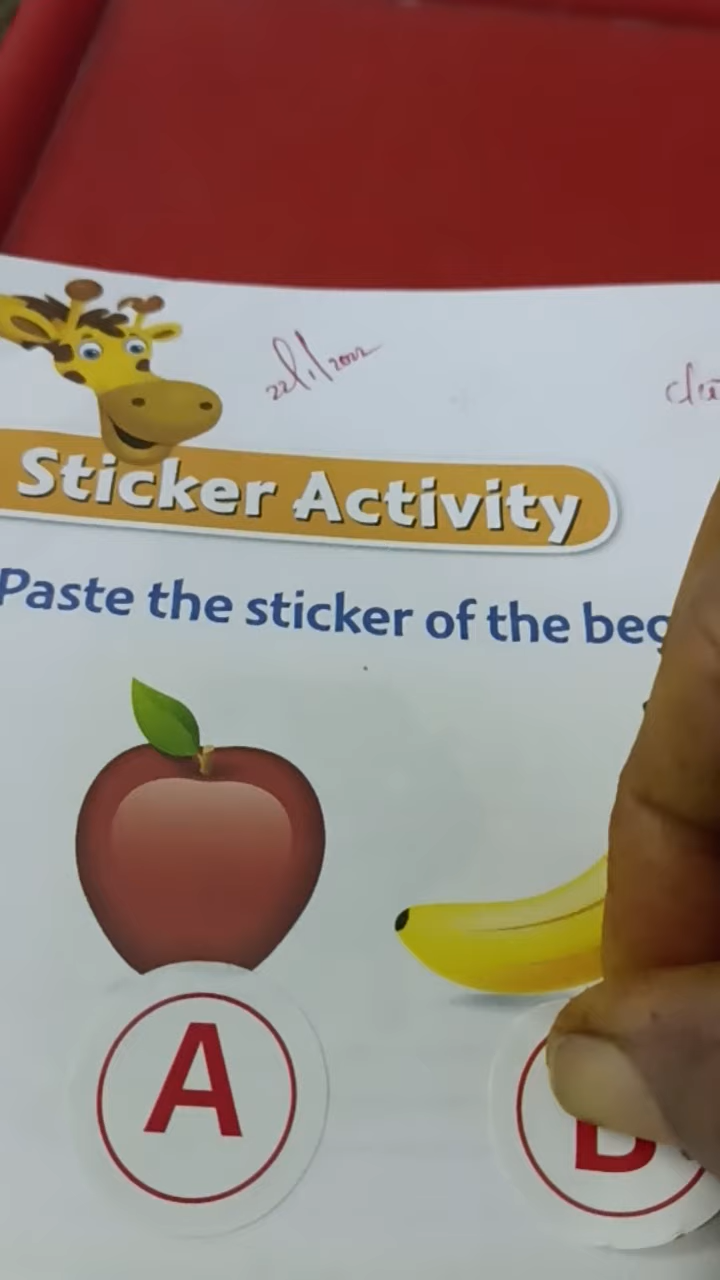 22/1/2022
Sticker Activity
Paste the sticker of the beg
A
B